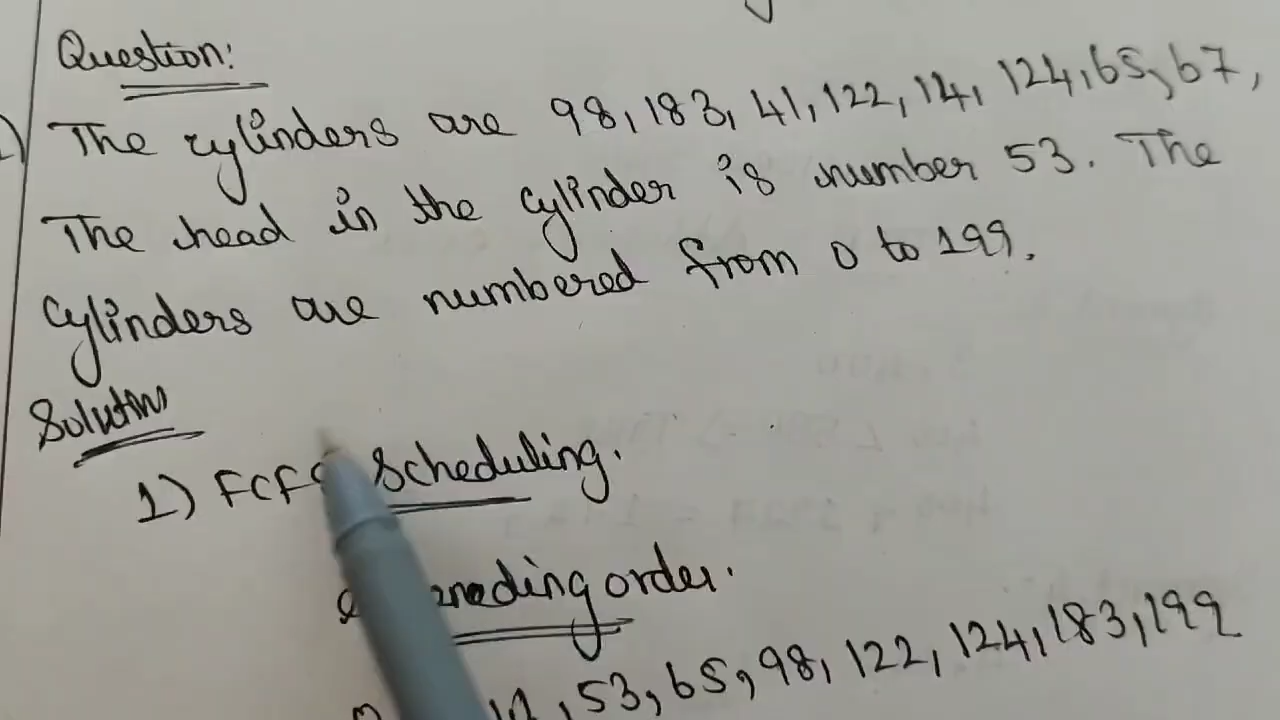 Question:
The cylinders are 98, 183, 41, 122, 14, 124, 65, 67,
The head in the cylinder is number 53. The
cylinders are numbered from 0 to 199.
Solution
1) FCFS Scheduling.
order.
53, 65, 98, 122, 124, 183, 199